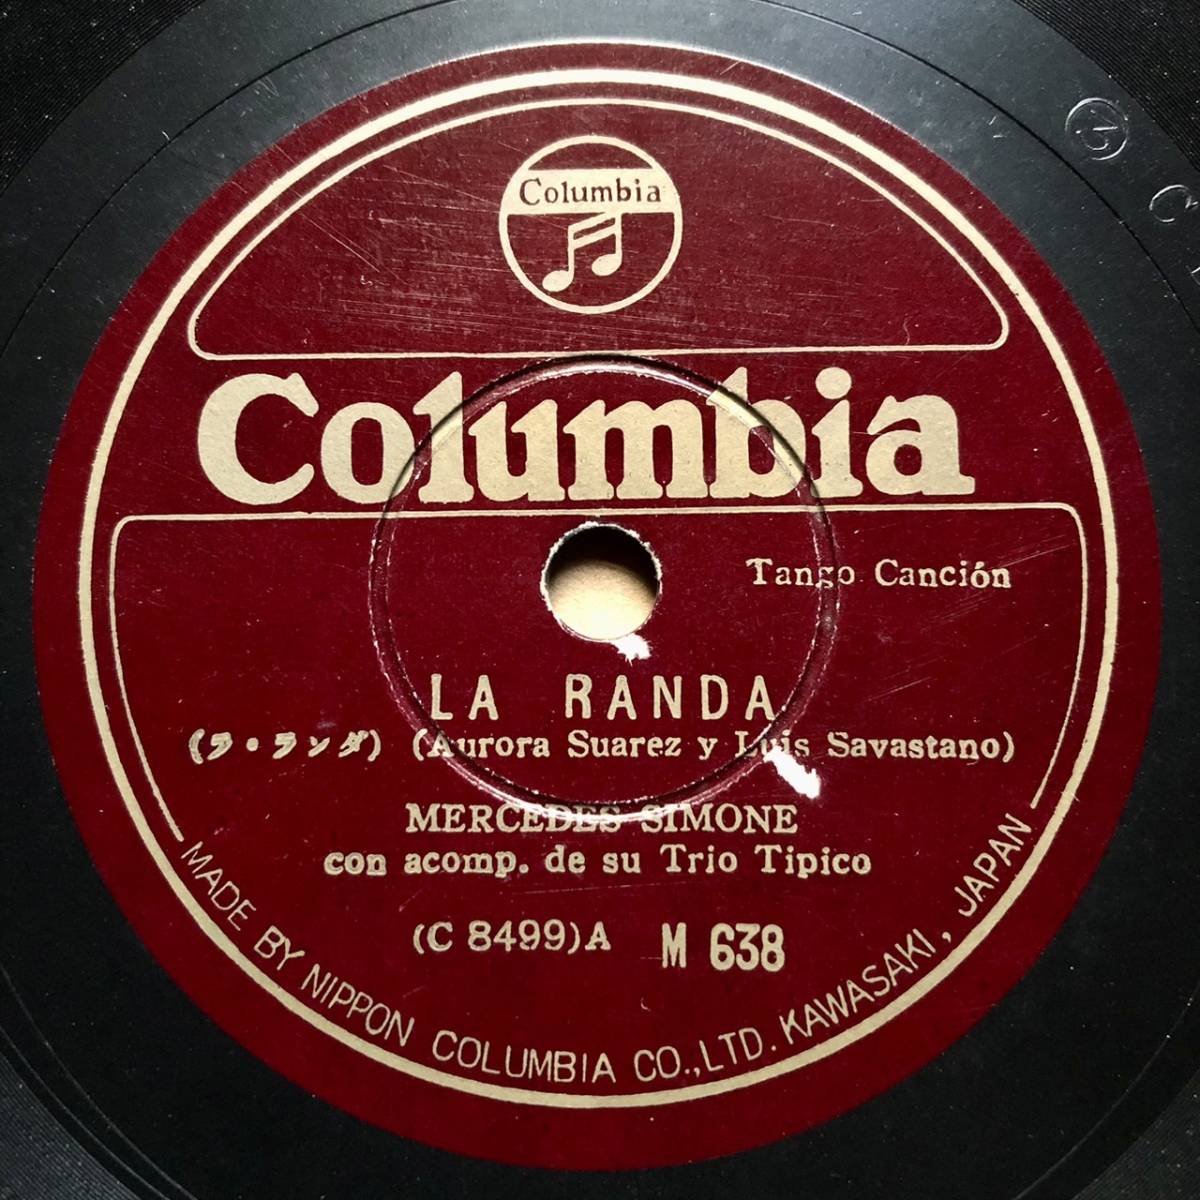 Columbia
Columbia
Tango Canción
LA RANDA
(ラ・ランダ) (Aurora Suarez y Luis Savastano)
MERCEDES SIMONE
con acomp. de su Trio Tipico
(C 8499)A M 638
MADE BY NIPPON COLUMBIA CO.,LTD. KAWASAKI, JAPAN